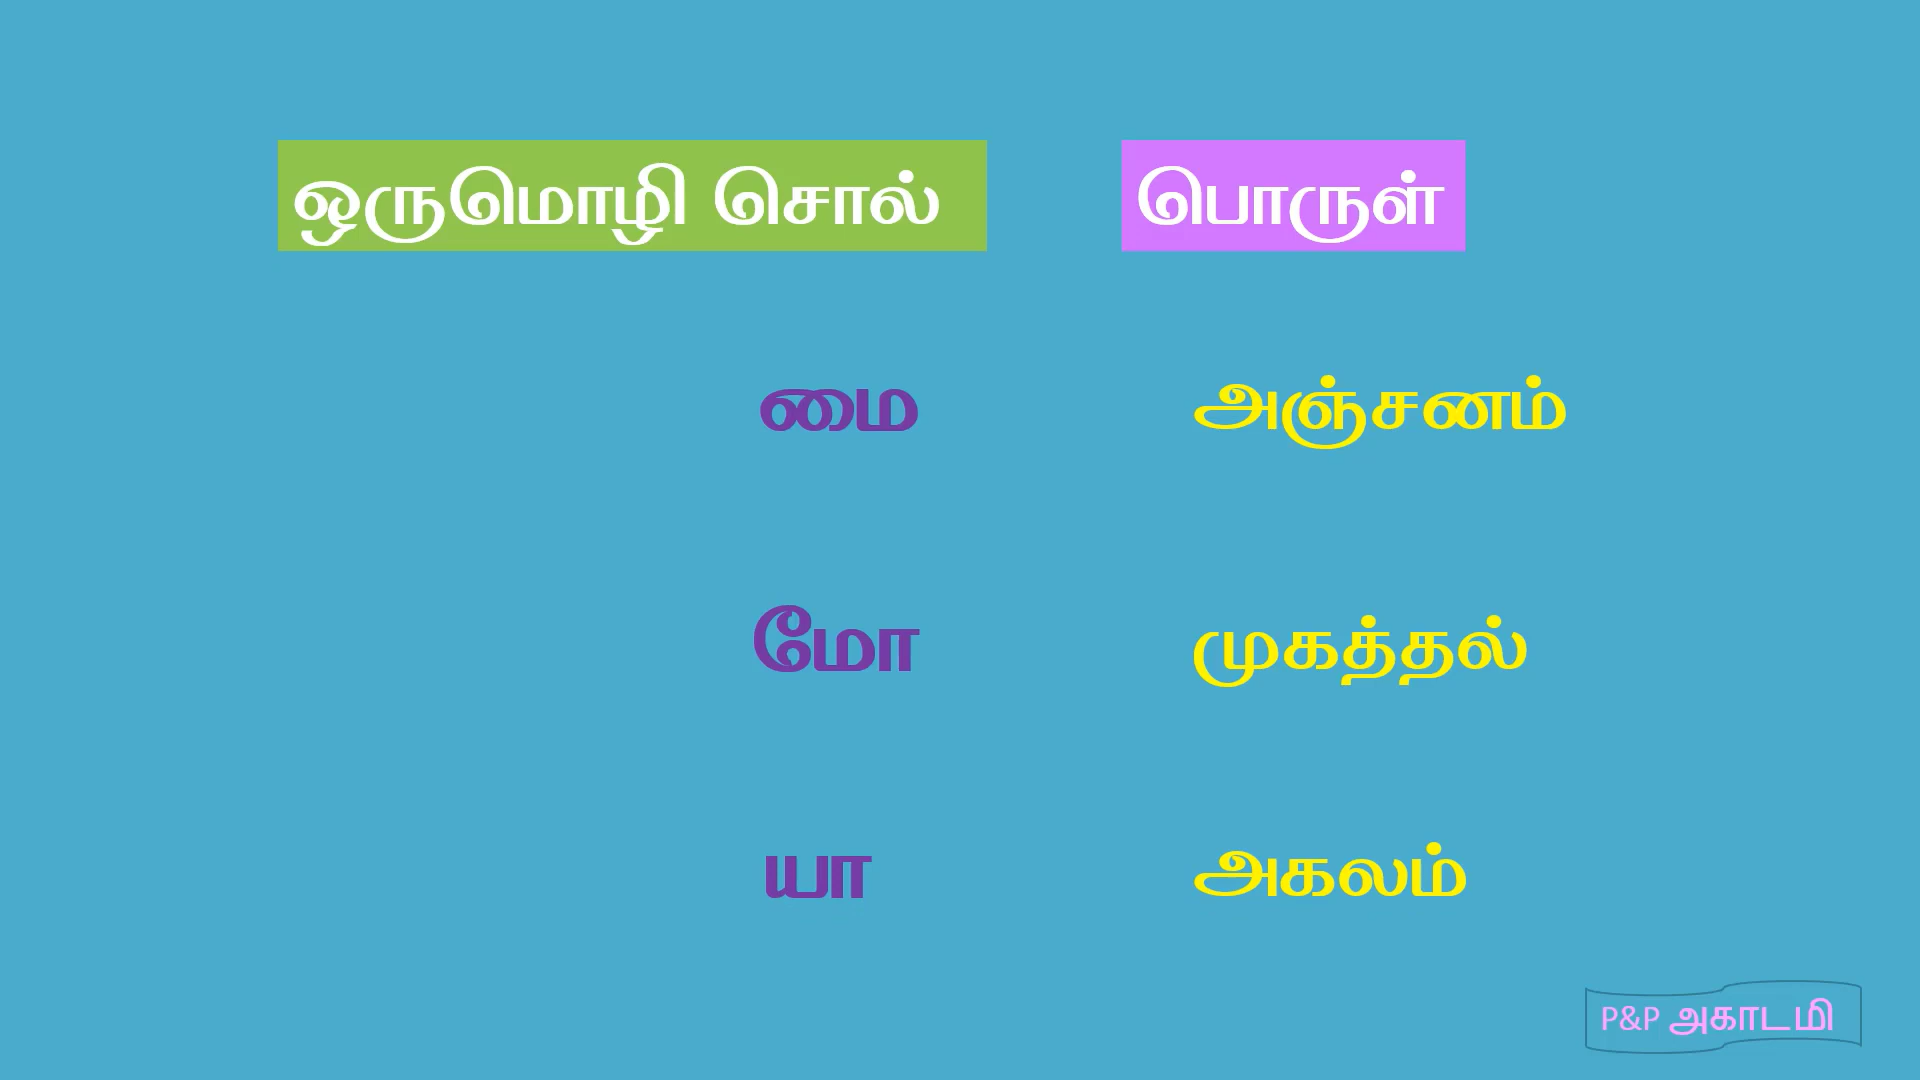 ஒருமொழி சொல் பொருள்
மை அஞ்சனம்
மோ முகத்தல்
யா அகலம்
P&P அகாடமி